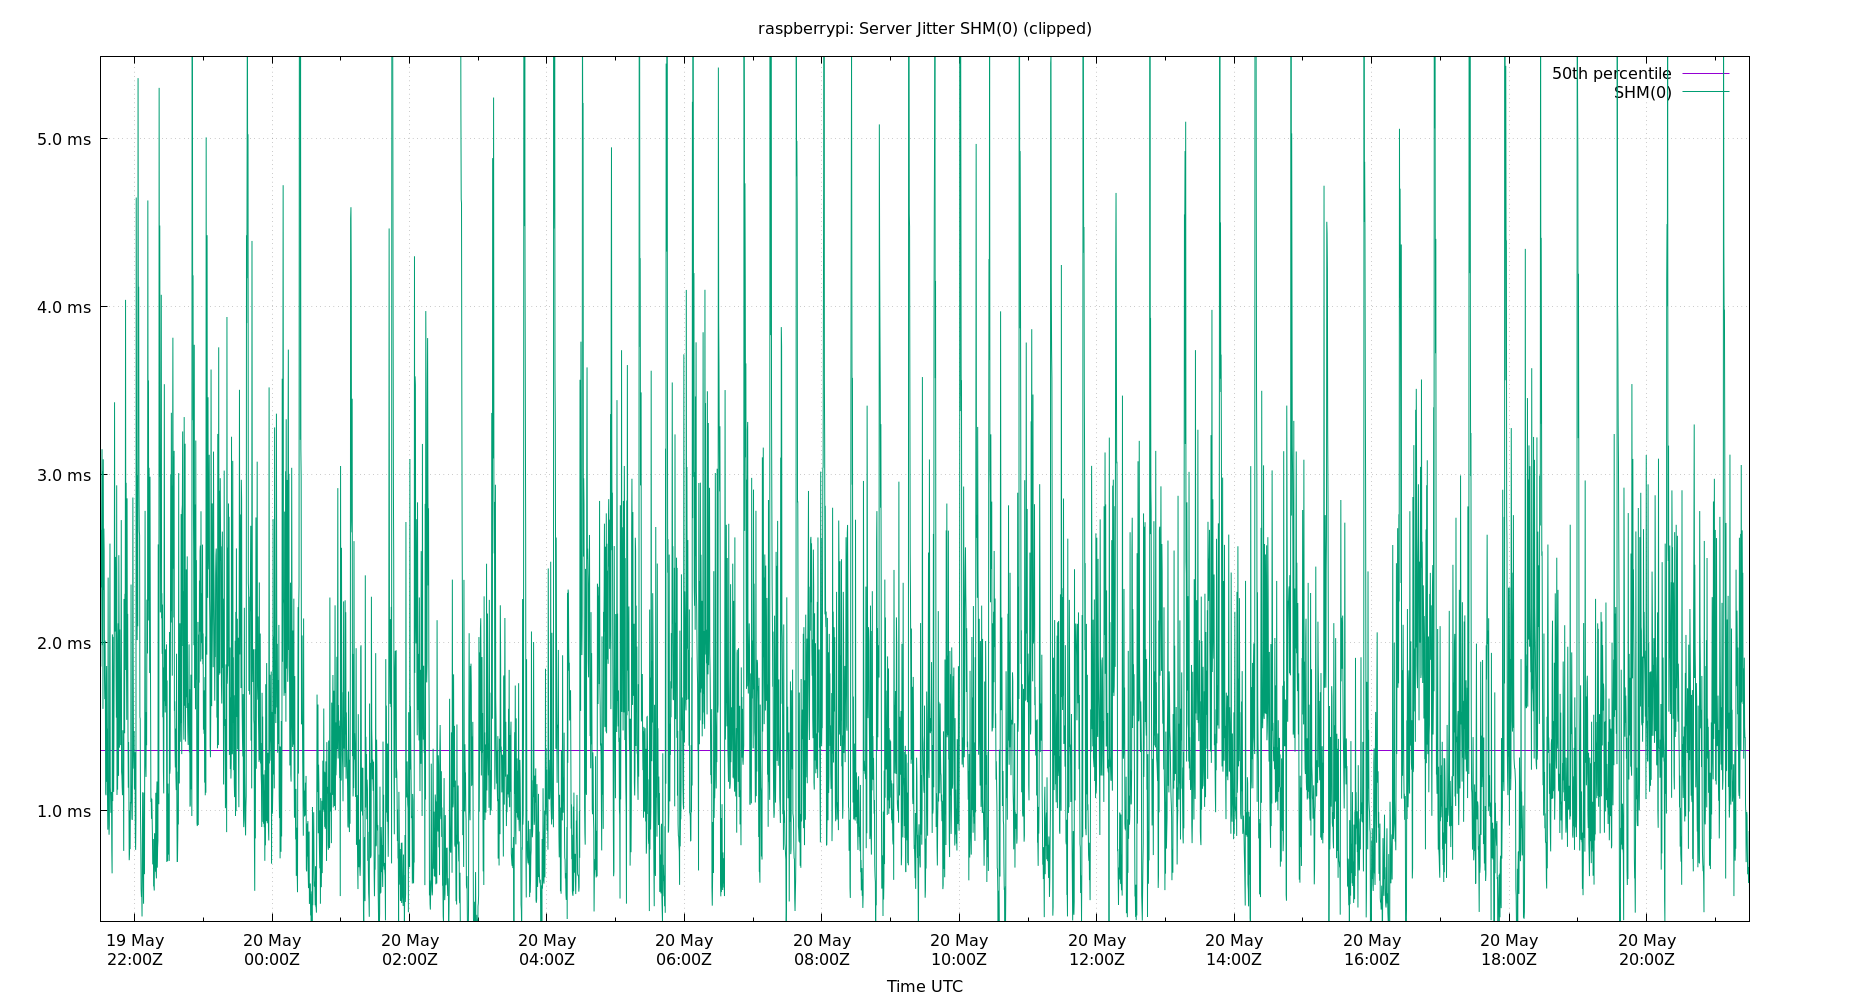 raspberrypi: Server Jitter SHM(0) (clipped)
50th percentile
SHM(0)
5.0 ms
4.0 ms
3.0 ms
2.0 ms
1.0 ms
19 May 20 May 20 May 20 May 20 May 20 May 20 May 20 May 20 May 20 May 20 May 20 May
22:00Z 00:00Z 02:00Z 04:00Z 06:00Z 08:00Z 10:00Z 12:00Z 14:00Z 16:00Z 18:00Z 20:00Z
Time UTC